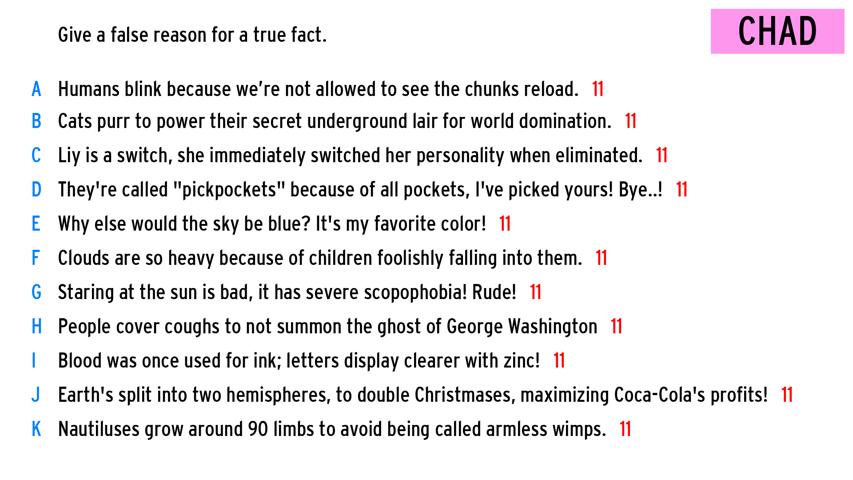 Give a false reason for a true fact.
CHAD
A Humans blink because we're not allowed to see the chunks reload. 11
B Cats purr to power their secret underground lair for world domination. 11
C Liy is a switch, she immediately switched her personality when eliminated. 11
D They're called "pickpockets" because of all pockets, I've picked yours! Bye..! 11
E Why else would the sky be blue? It's my favorite color! 11
F Clouds are so heavy because of children foolishly falling into them. 11
G Staring at the sun is bad, it has severe scopophobia! Rude! 11
H People cover coughs to not summon the ghost of George Washington 11
I Blood was once used for ink; letters display clearer with zinc! 11
J Earth's split into two hemispheres, to double Christmases, maximizing Coca-Cola's profits! 11
K Nautiluses grow around 90 limbs to avoid being called armless wimps. 11